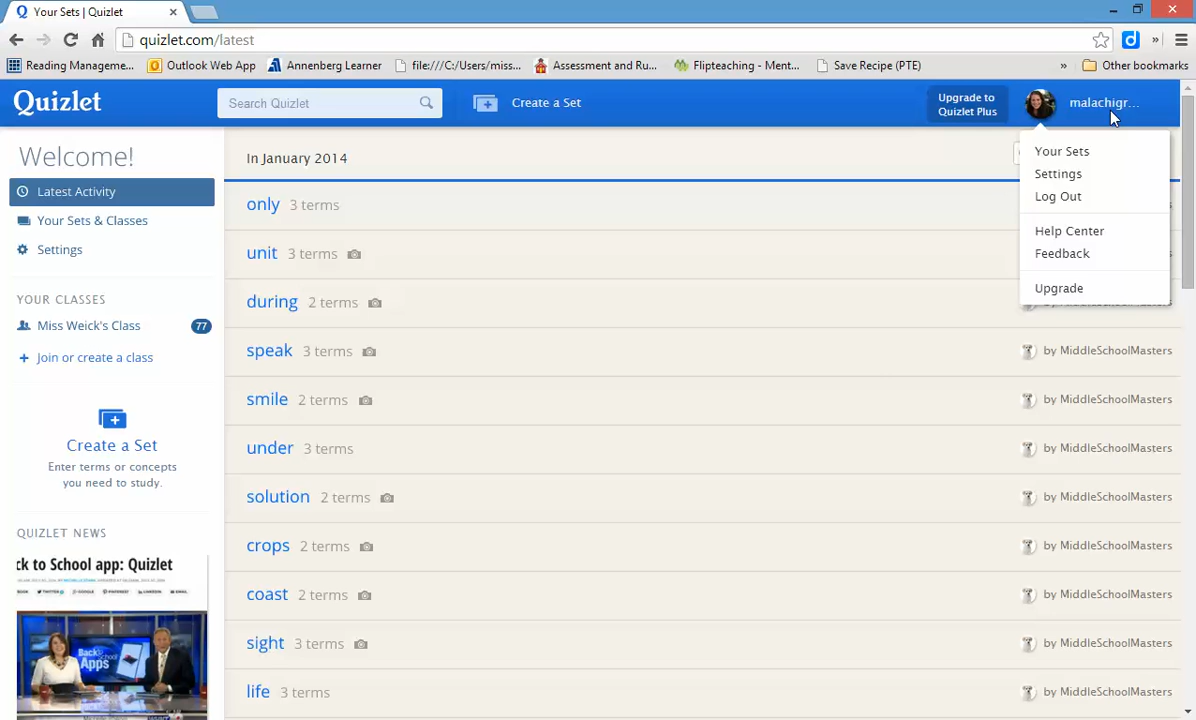 Your Sets | Quizlet
quizlet.com/latest
Reading Manageme...
Outlook Web App
Annenberg Learner
file:///C:/Users/miss...
Assessment and Ru...
Flipteaching - Ment...
Save Recipe (PTE)
Other bookmarks
Quizlet
Search Quizlet
Create a Set
Upgrade to
Quizlet Plus
malachigr...
Your Sets
Settings
Log Out
Help Center
Feedback
Upgrade
Welcome!
Latest Activity
Your Sets & Classes
Settings
YOUR CLASSES
Miss Weick's Class 77
Join or create a class
Create a Set
Enter terms or concepts
you need to study.
QUIZLET NEWS
ck to School app: Quizlet
In January 2014
only 3 terms
unit 3 terms
during 2 terms
speak 3 terms by MiddleSchoolMasters
smile 2 terms by MiddleSchoolMasters
under 3 terms by MiddleSchoolMasters
solution 2 terms by MiddleSchoolMasters
crops 2 terms by MiddleSchoolMasters
coast 2 terms by MiddleSchoolMasters
sight 3 terms by MiddleSchoolMasters
life 3 terms by MiddleSchoolMasters